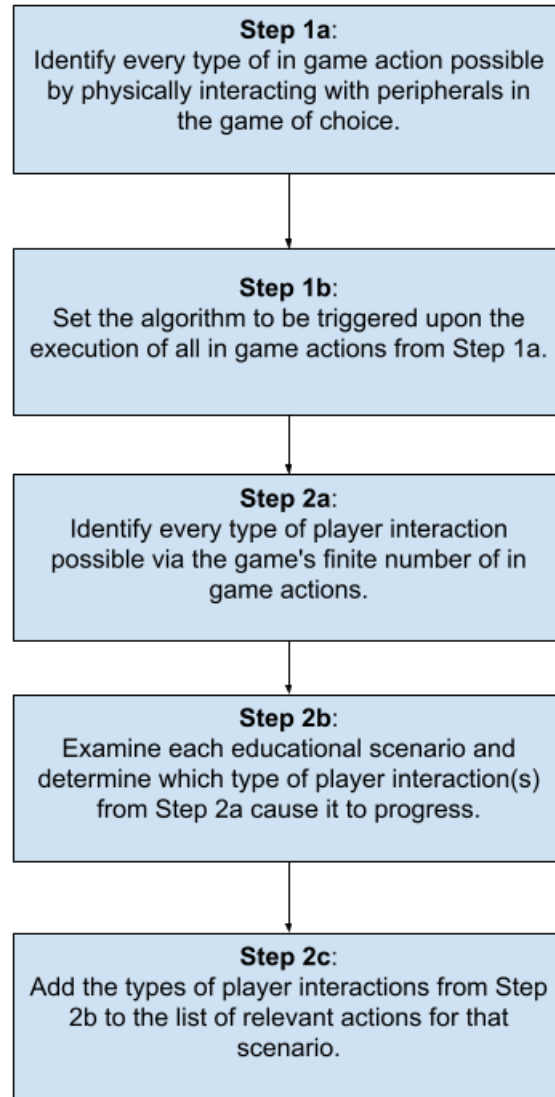 Step 1a:
Identify every type of in game action possible
by physically interacting with peripherals in
the game of choice.
Step 1b:
Set the algorithm to be triggered upon the
execution of all in game actions from Step 1a.
Step 2a:
Identify every type of player interaction
possible via the game's finite number of in
game actions.
Step 2b:
Examine each educational scenario and
determine which type of player interaction(s)
from Step 2a cause it to progress.
Step 2c:
Add the types of player interactions from Step
2b to the list of relevant actions for that
scenario.